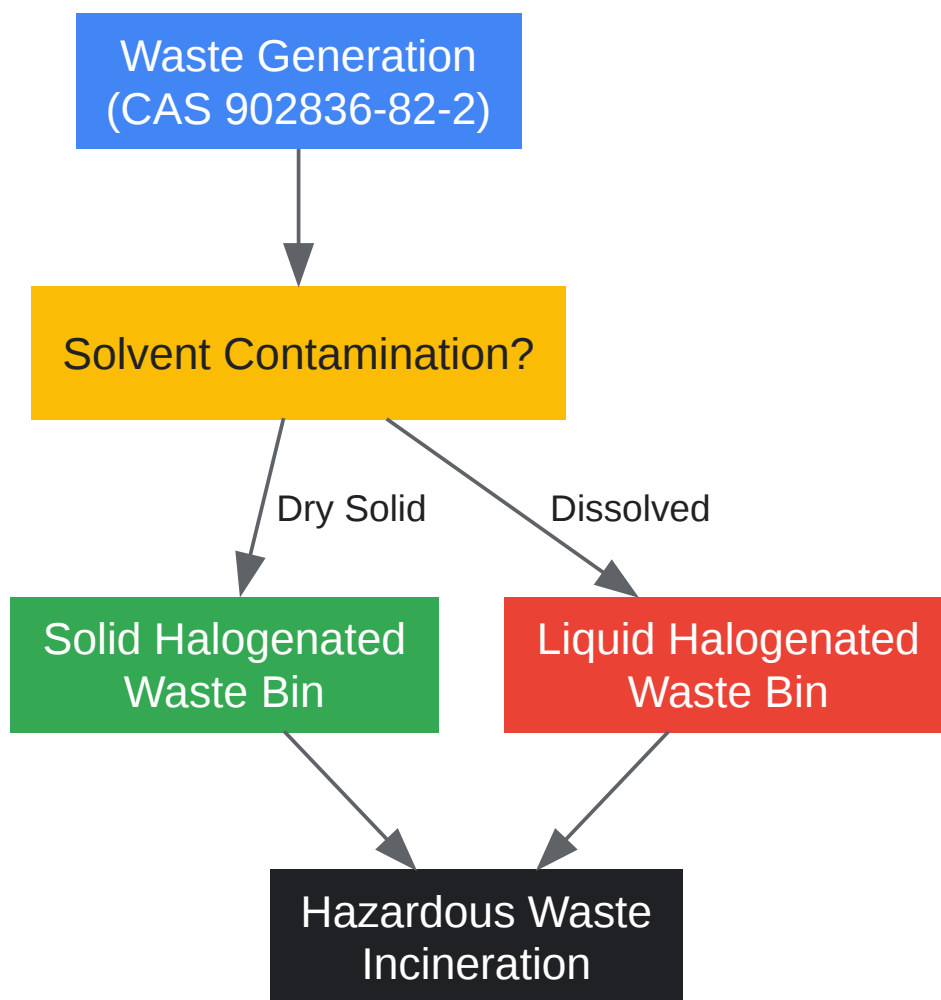 Waste Generation
(CAS 902836-82-2)
Solvent Contamination?
Dry Solid
Dissolved
Solid Halogenated
Waste Bin
Liquid Halogenated
Waste Bin
Hazardous Waste
Incineration